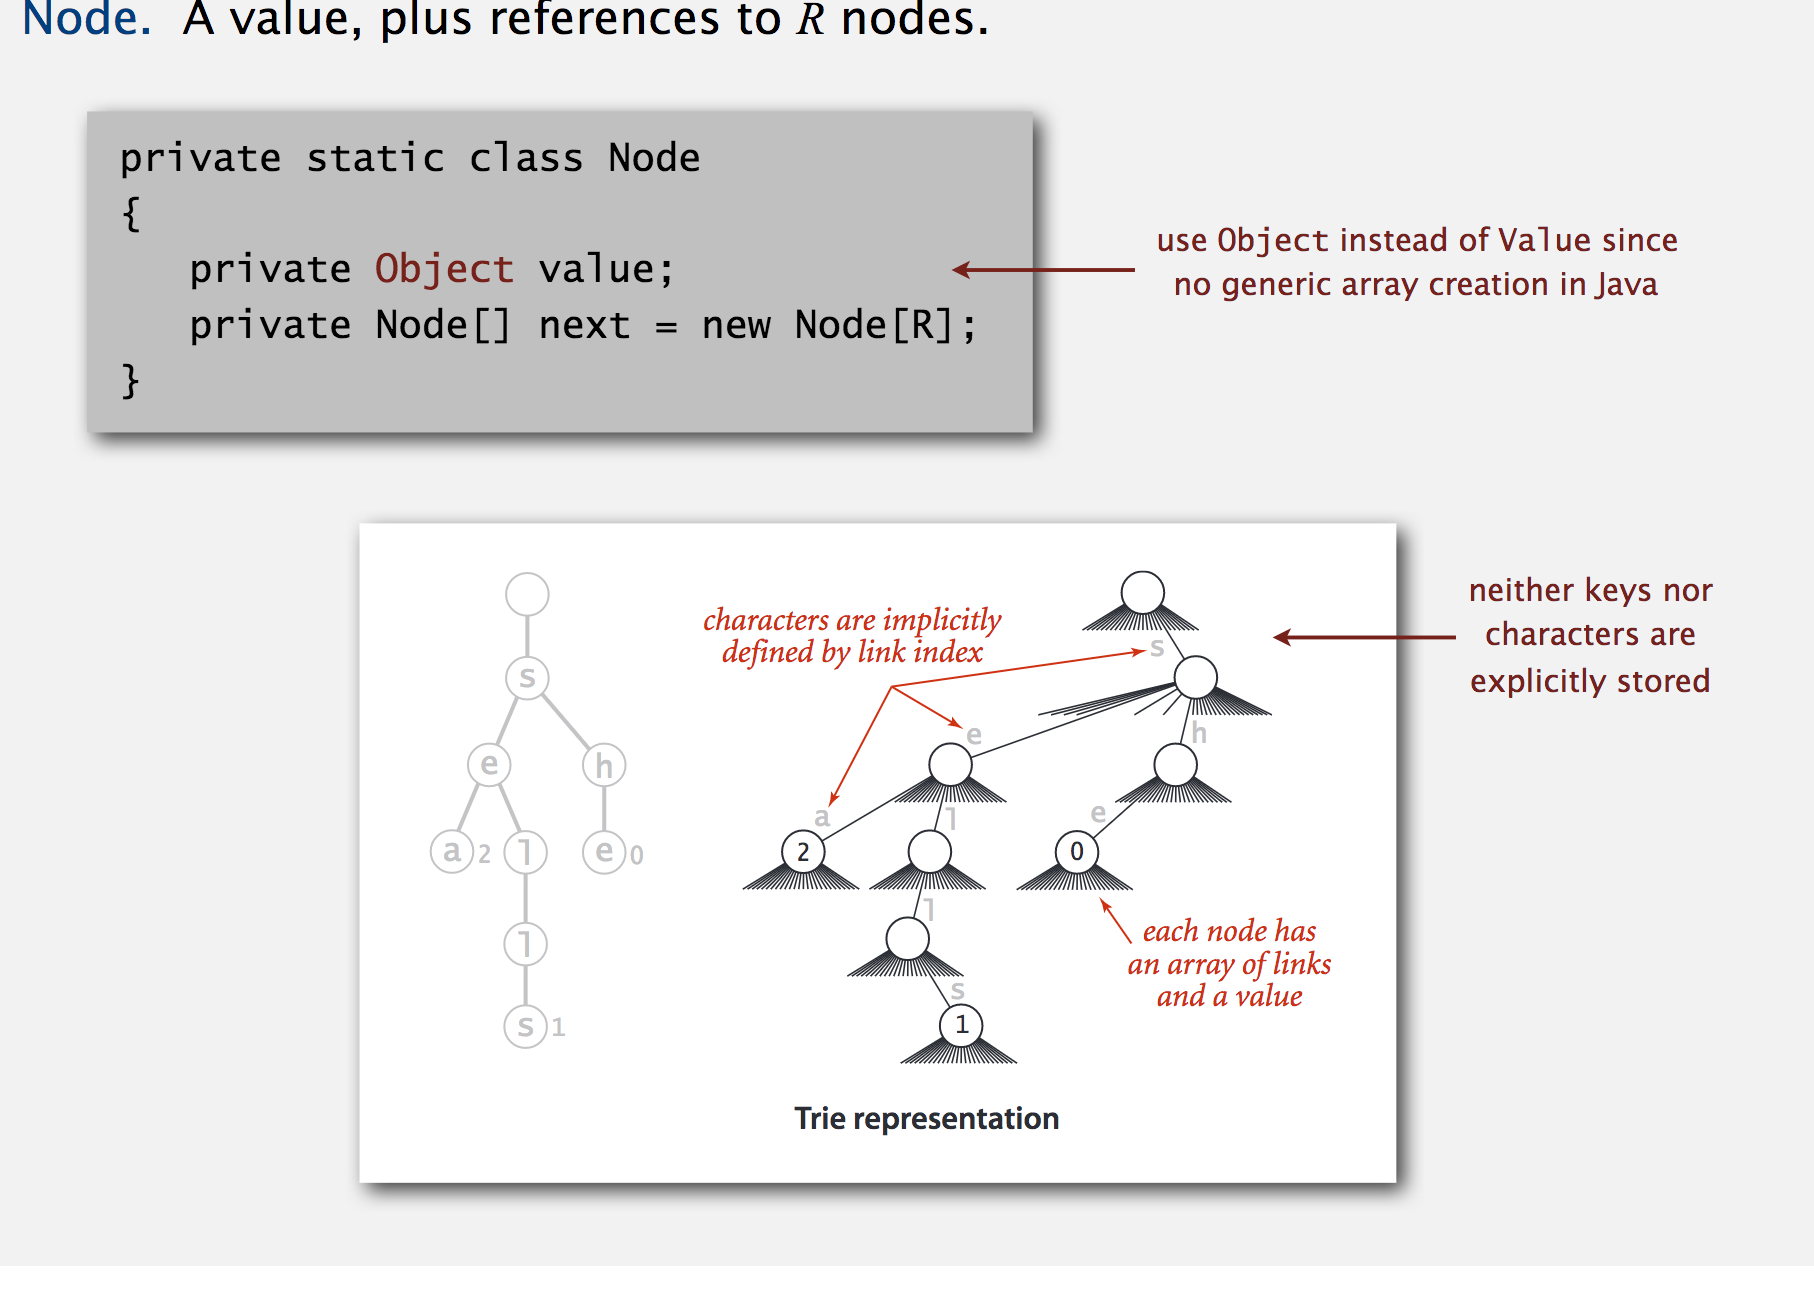 Node. A value, plus references to R nodes.
private static class Node
{
private Object value;
private Node[] next = new Node[R];
}
use Object instead of Value since
no generic array creation in Java
characters are implicitly
defined by link index
neither keys nor
characters are
explicitly stored
s
s
e
h
e
h
a 2
l
e 0
a
l
e
2
0
l
l
each node has
an array of links
and a value
s
s 1
1
Trie representation